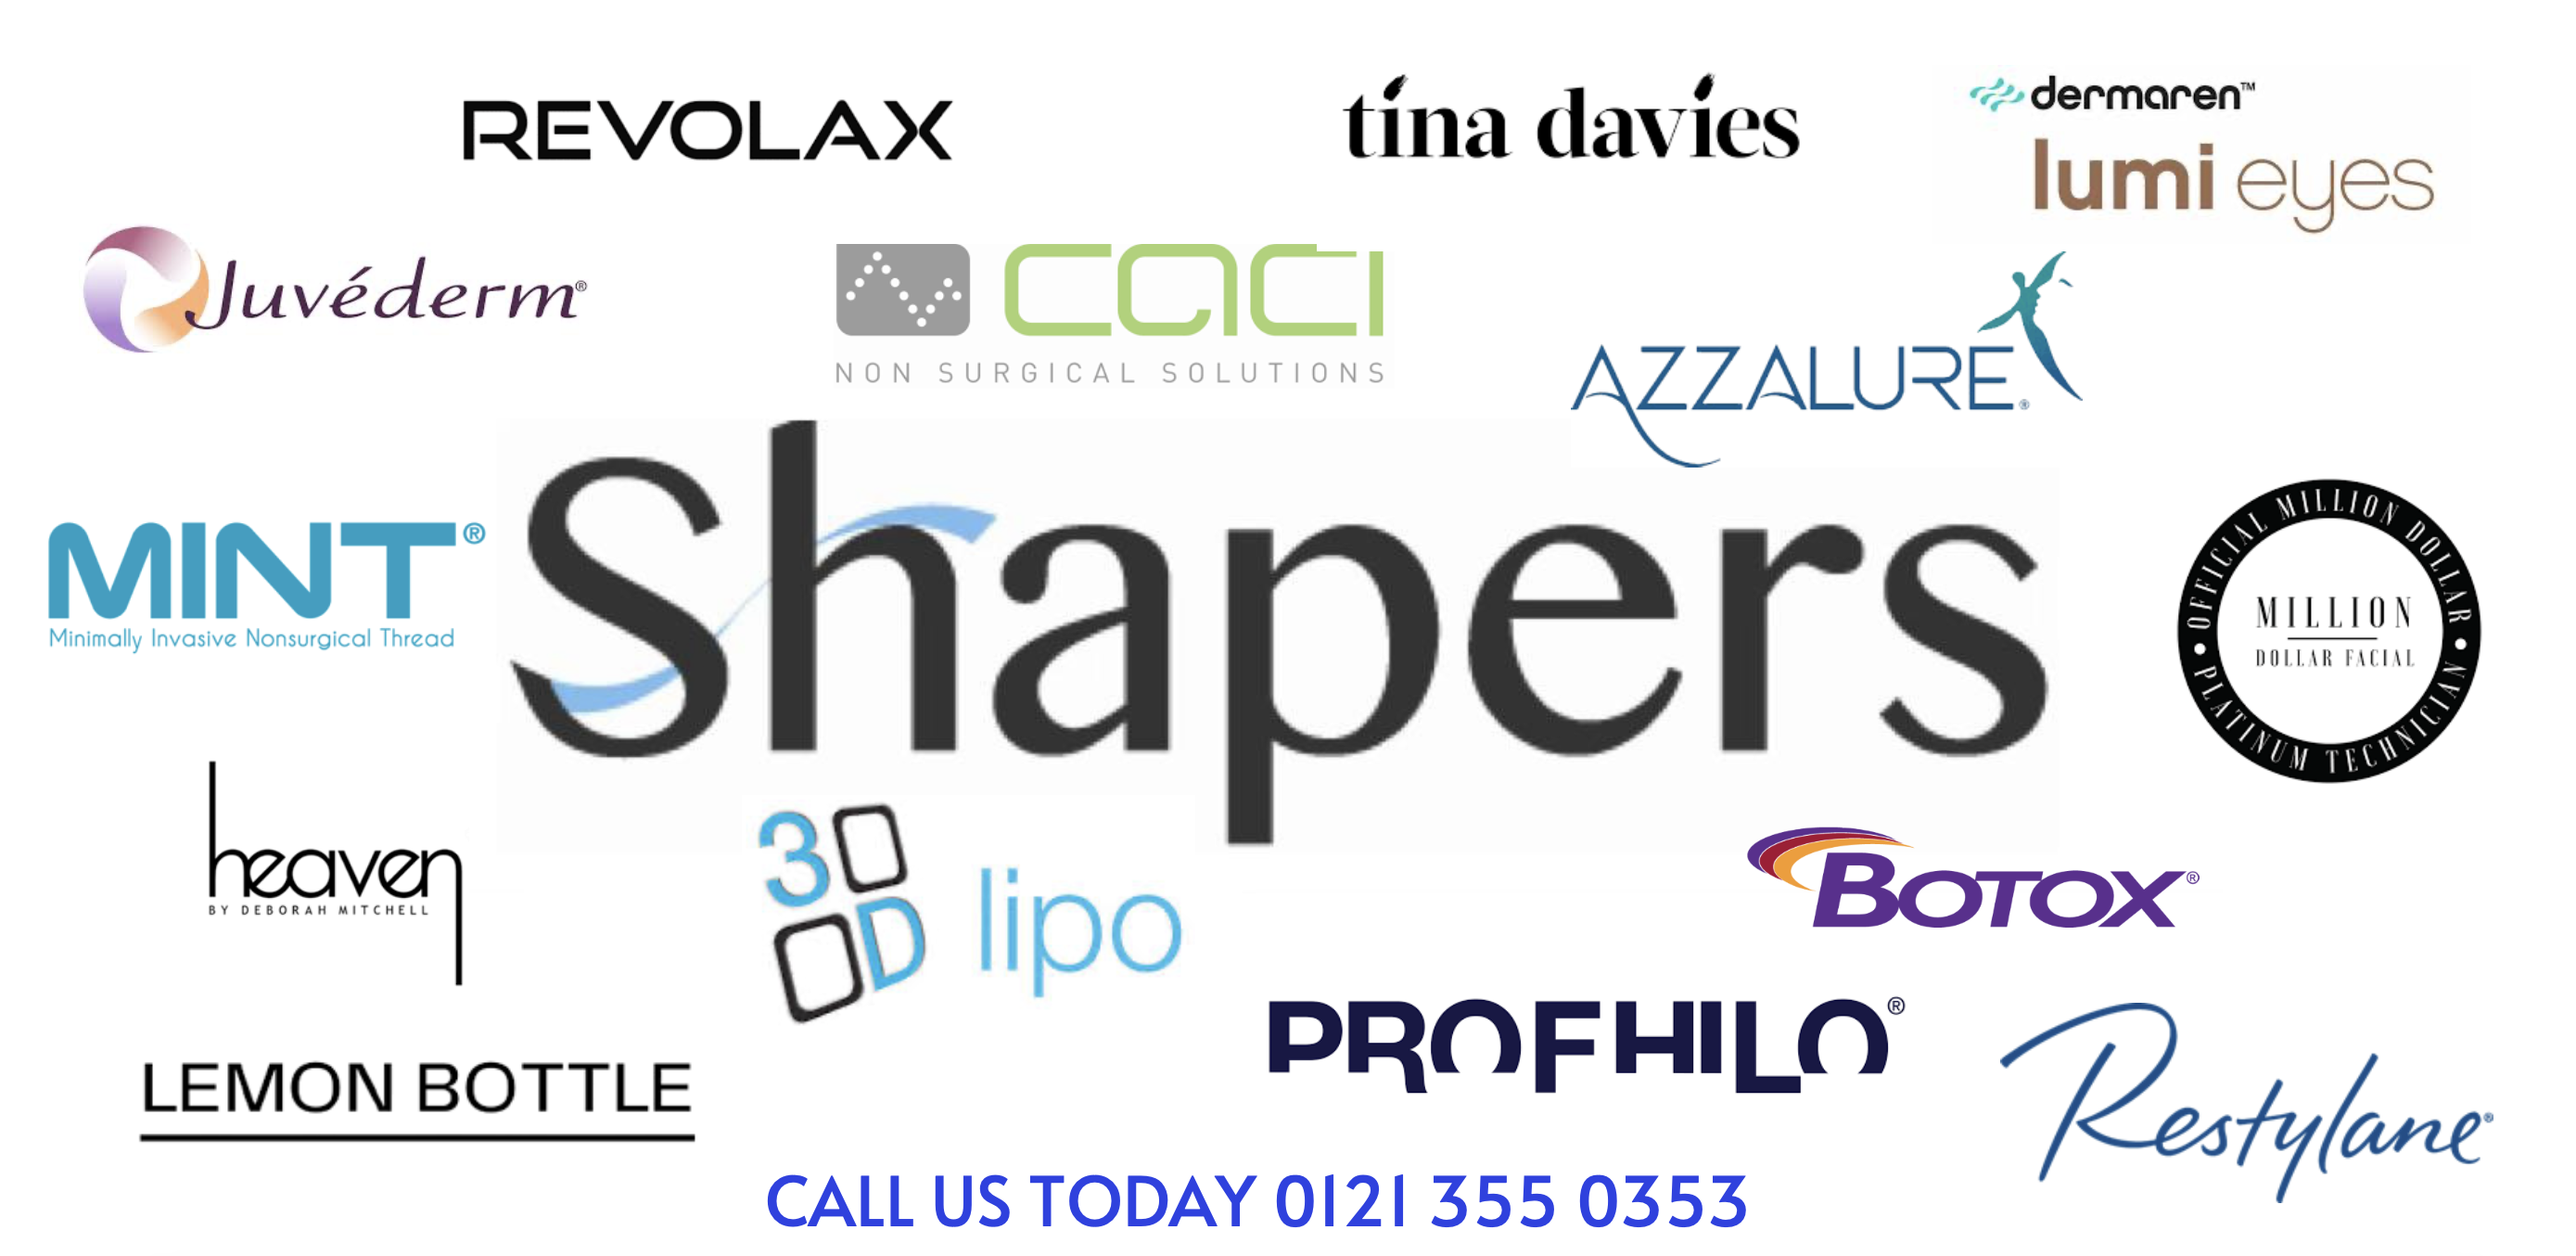 REVOLAX
tina davies
dermaren™
lumi eyes
Juvéderm®
caci
NON SURGICAL SOLUTIONS
AZZALURE®
MINT®
Minimally Invasive Nonsurgical Thread
Shapers
OFFICIAL MILLION DOLLAR
MILLION
DOLLAR FACIAL
• PLATINUM TECHNICIAN •
heaven
BY DEBORAH MITCHELL
3D lipo
BOTOX®
PROFHILO®
Restylane®
LEMON BOTTLE
CALL US TODAY 0121 355 0353